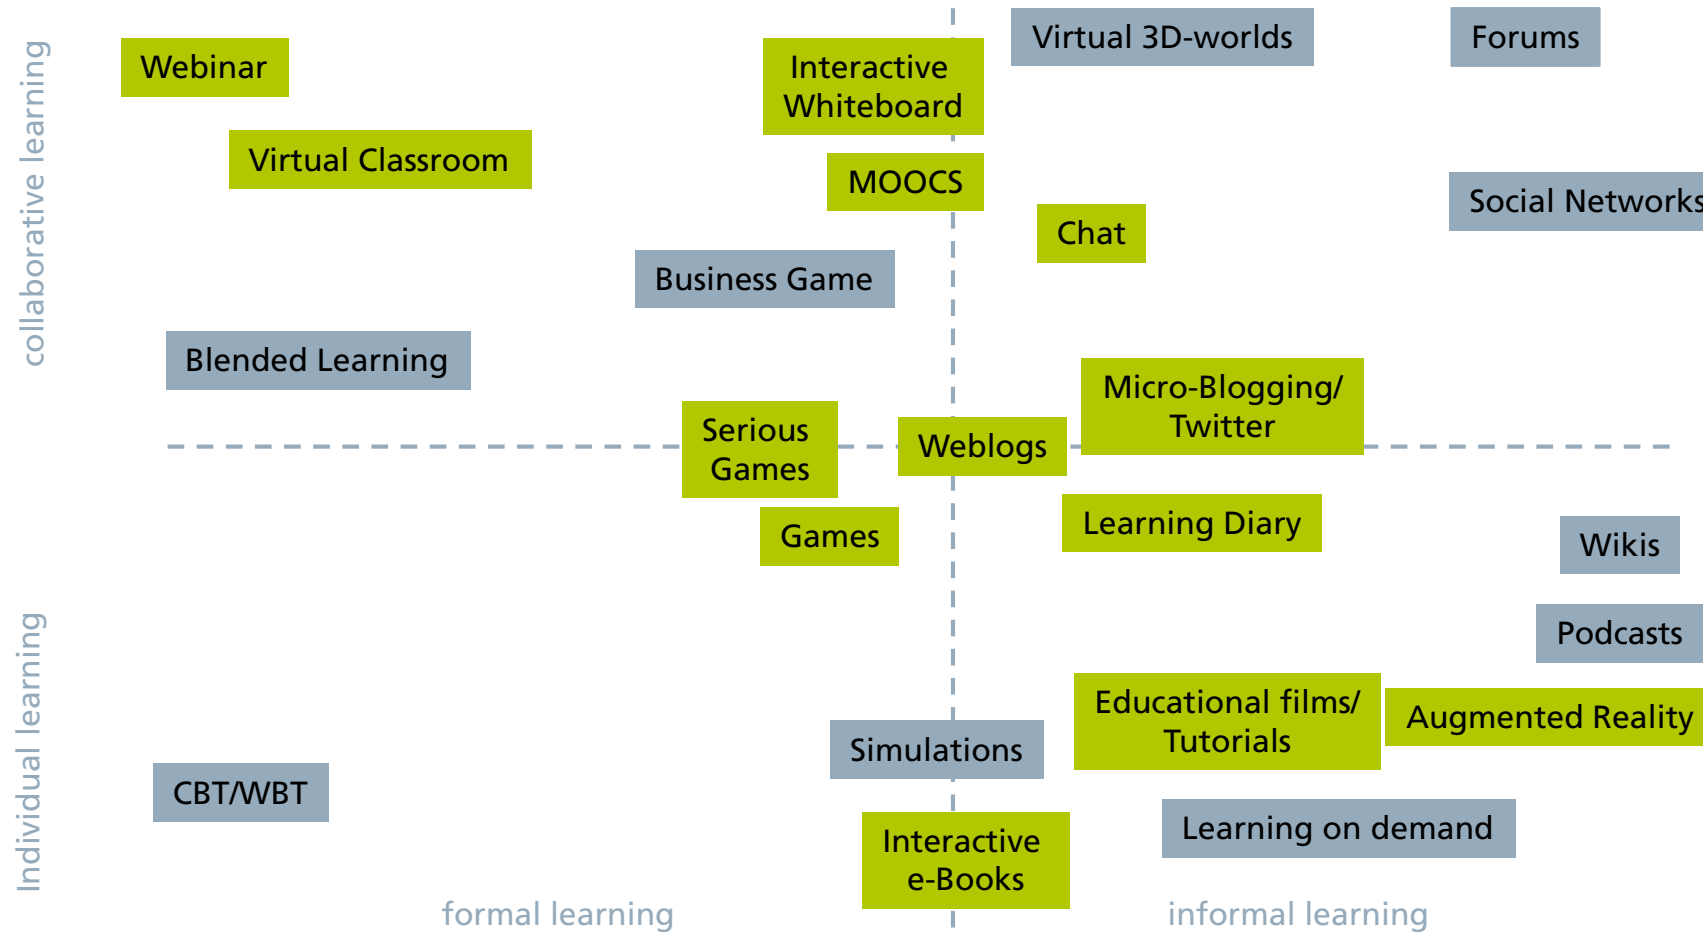 collaborative learning
Webinar
Interactive
Whiteboard
Virtual 3D-worlds
Forums
Virtual Classroom
MOOCS
Social Networks
Chat
Business Game
Blended Learning
Micro-Blogging/
Twitter
Serious
Games
Weblogs
Games
Learning Diary
Wikis
Individual learning
Podcasts
Educational films/
Tutorials
Augmented Reality
Simulations
CBT/WBT
Learning on demand
Interactive
e-Books
formal learning
informal learning